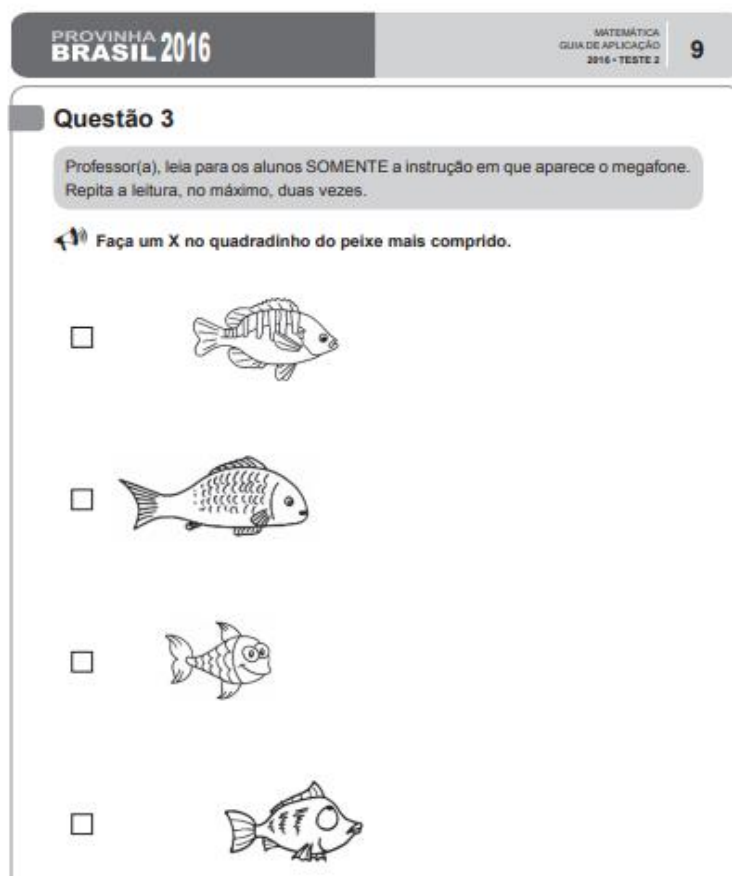 PROVINHA
BRASIL 2016
MATEMÁTICA
GUIA DE APLICAÇÃO
2016 • TESTE 2
9
Questão 3
Professor(a), leia para os alunos SOMENTE a instrução em que aparece o megafone.
Repita a leitura, no máximo, duas vezes.
Faça um X no quadradinho do peixe mais comprido.